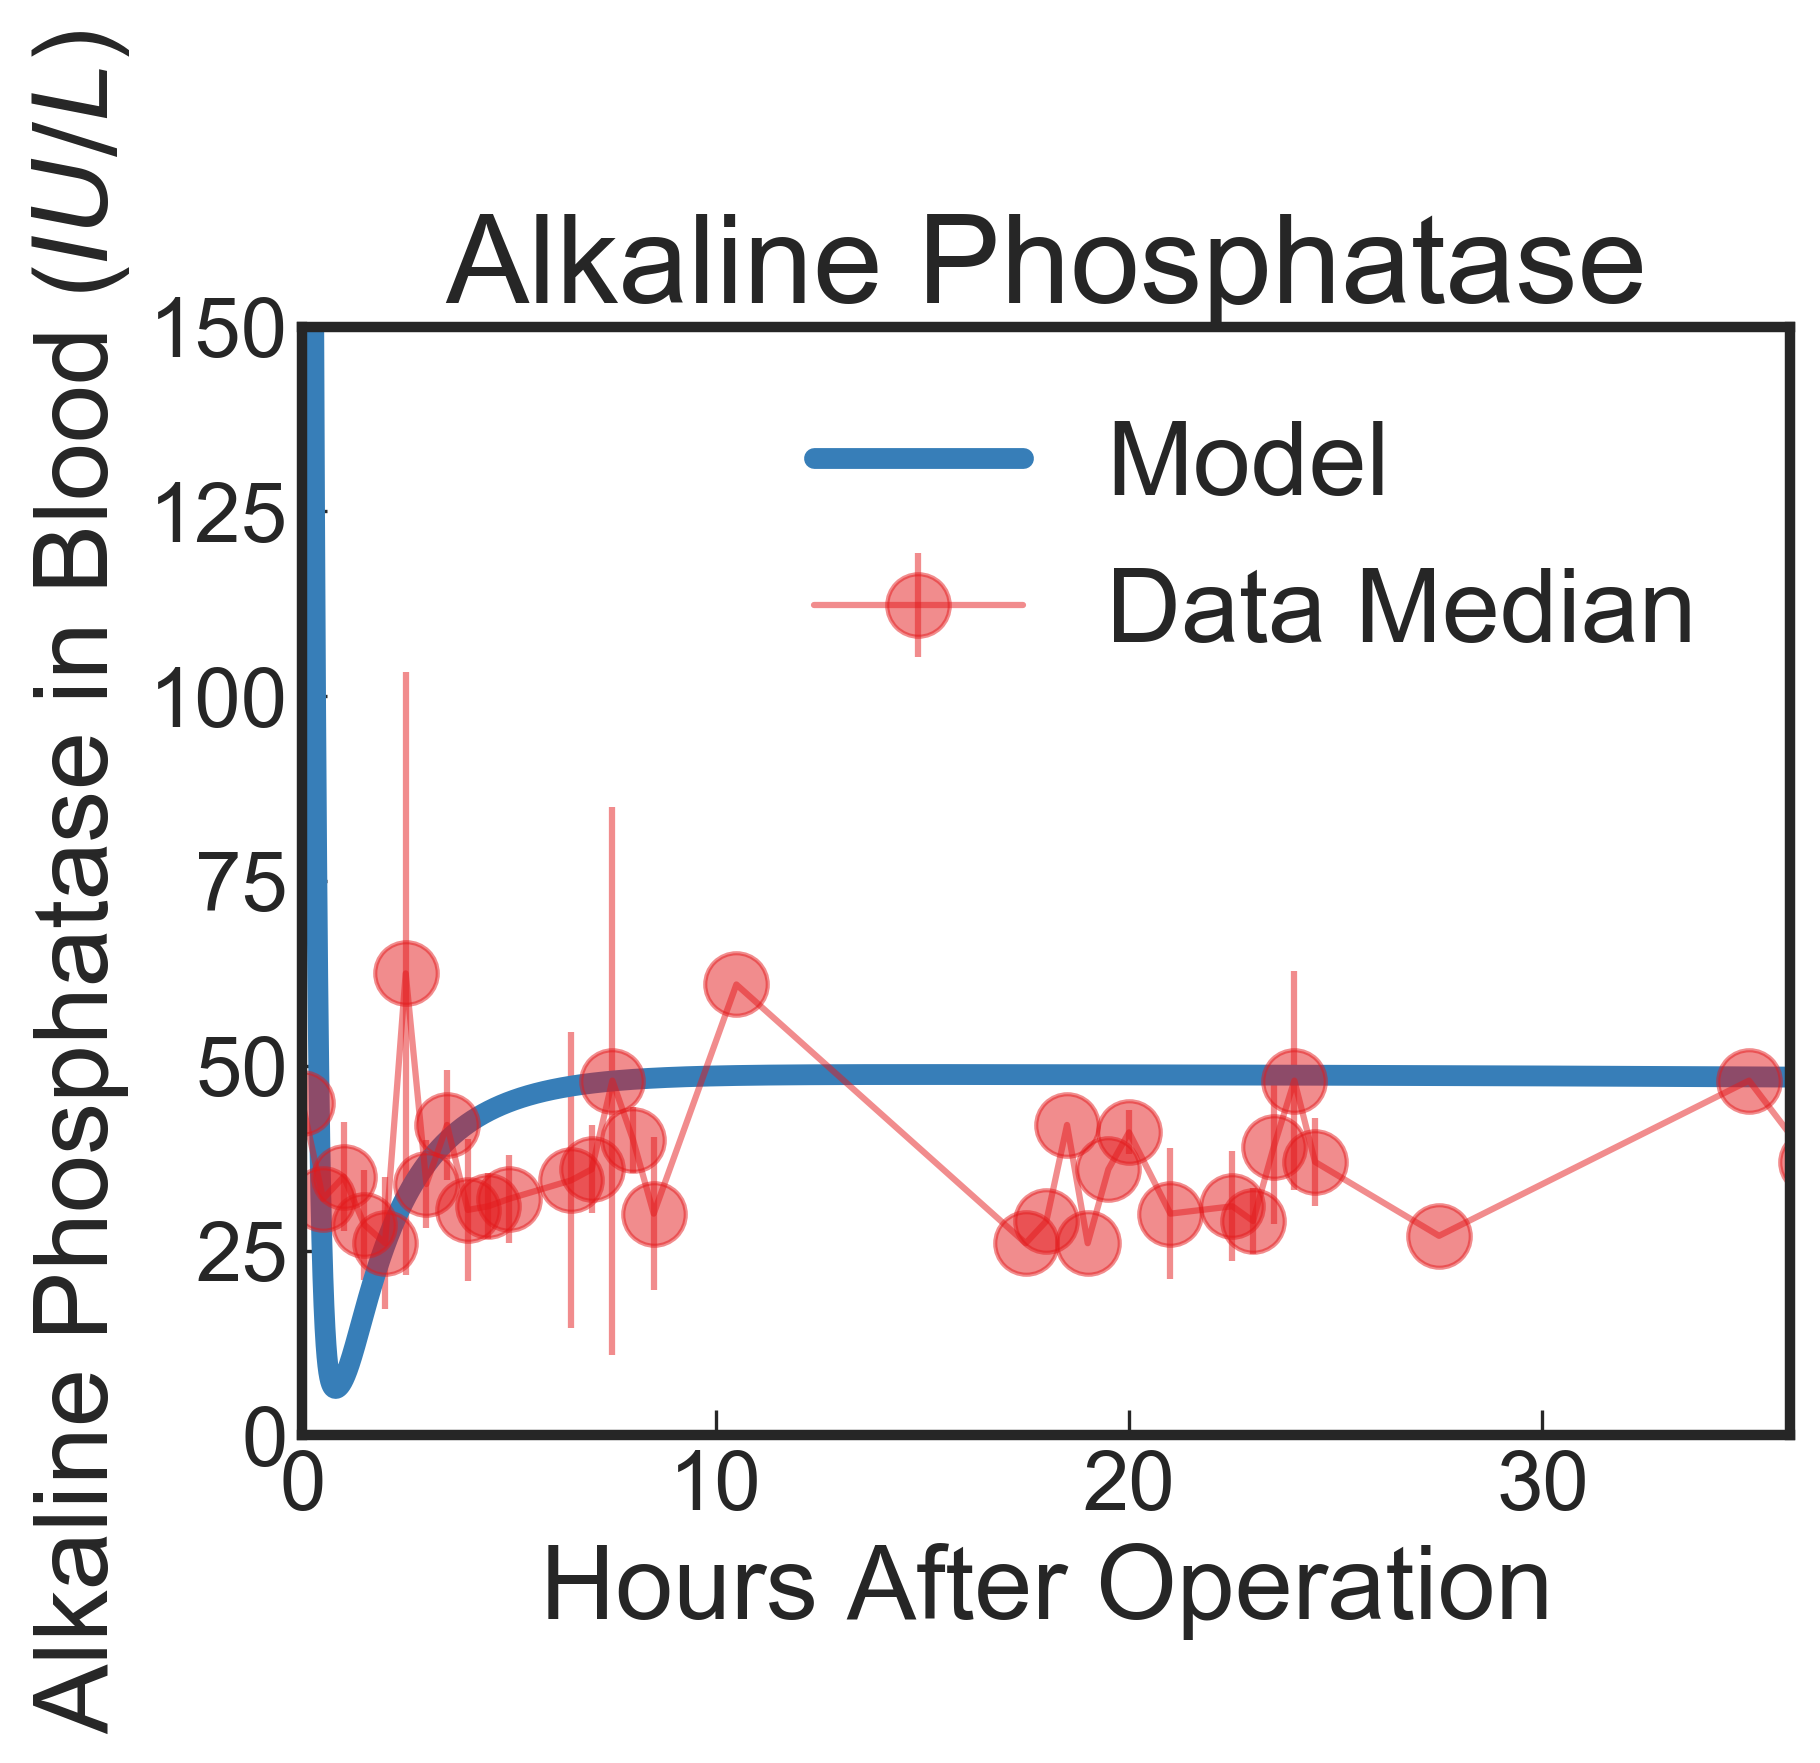 Alkaline Phosphatase
Alkaline Phosphatase in Blood (IU/L)
150
125
100
75
50
25
0
Model
Data Median
0 10 20 30
Hours After Operation